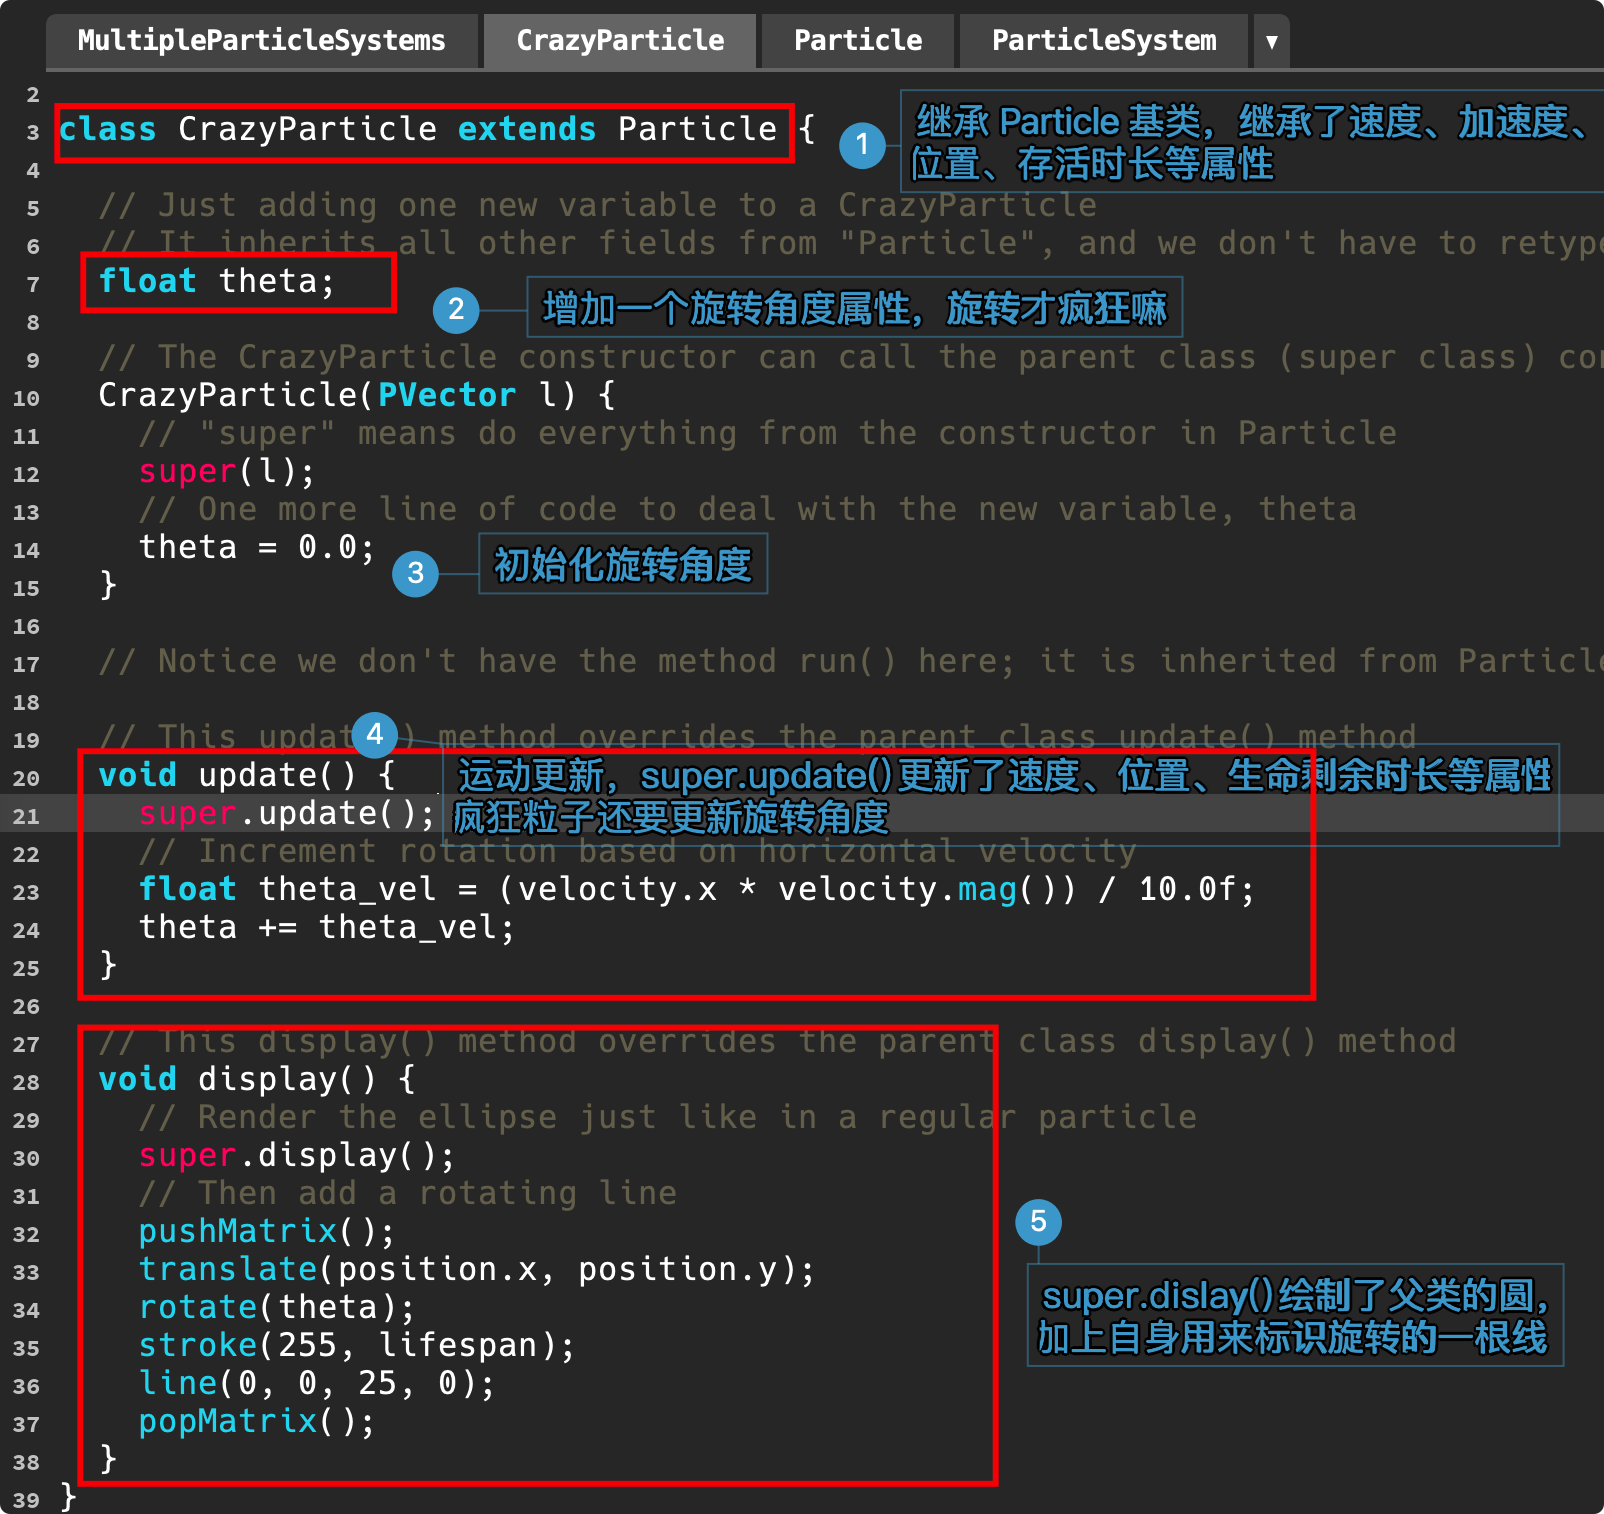 MultipleParticleSystems CrazyParticle Particle ParticleSystem ▼
2
3 class CrazyParticle extends Particle {
1 继承 Particle 基类，继承了速度、加速度、
位置、存活时长等属性
4
5 // Just adding one new variable to a CrazyParticle
6 // It inherits all other fields from "Particle", and we don't have to retype
7 float theta;
2 增加一个旋转角度属性，旋转才疯狂嘛
8
9 // The CrazyParticle constructor can call the parent class (super class) con
10 CrazyParticle(PVector l) {
11 // "super" means do everything from the constructor in Particle
12 super(l);
13 // One more line of code to deal with the new variable, theta
14 theta = 0.0;
3 初始化旋转角度
15 }
16
17 // Notice we don't have the method run() here; it is inherited from Particle
18
19 // This update() method overrides the parent class update() method
4 运动更新，super.update()更新了速度、位置、生命剩余时长等属性
疯狂粒子还要更新旋转角度
20 void update() {
21 super.update();
22 // Increment rotation based on horizontal velocity
23 float theta_vel = (velocity.x * velocity.mag()) / 10.0f;
24 theta += theta_vel;
25 }
26
27 // This display() method overrides the parent class display() method
28 void display() {
29 // Render the ellipse just like in a regular particle
30 super.display();
31 // Then add a rotating line
32 pushMatrix();
33 translate(position.x, position.y);
34 rotate(theta);
35 stroke(255, lifespan);
36 line(0, 0, 25, 0);
37 popMatrix();
5 super.dislay()绘制了父类的圆，
加上自身用来标识旋转的一根线
38 }
39 }